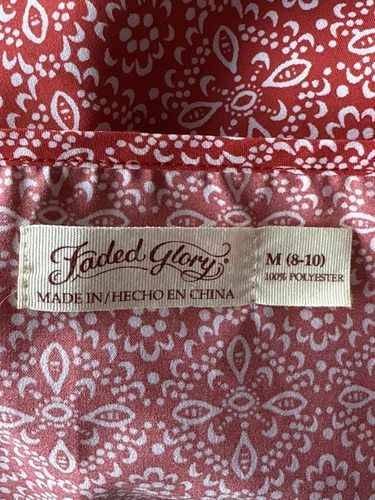 Faded Glory
MADE IN/HECHO EN CHINA
M (8-10)
100% POLYESTER